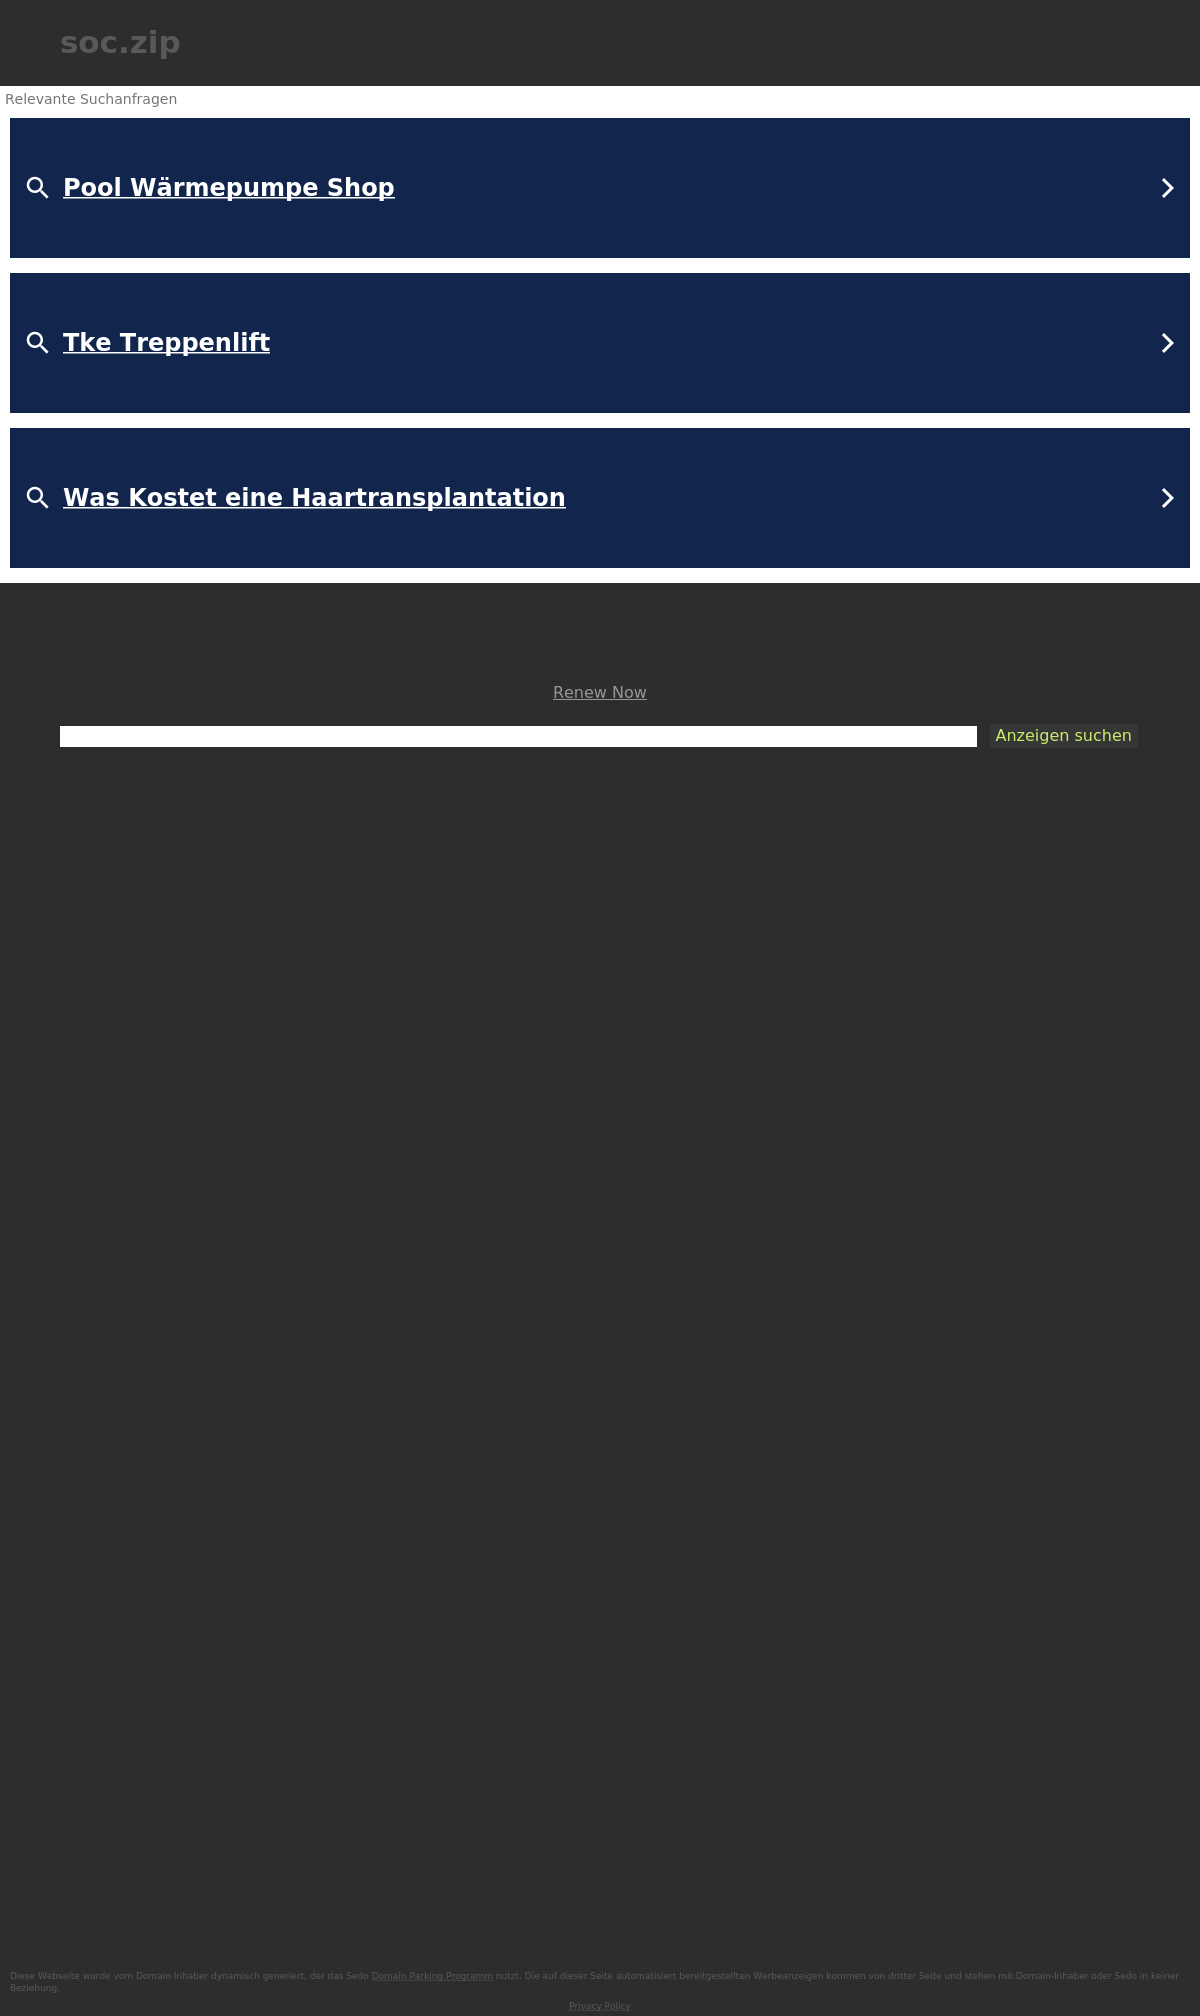 soc.zip
Relevante Suchanfragen
Pool Wärmepumpe Shop
Tke Treppenlift
Was Kostet eine Haartransplantation
Renew Now
Anzeigen suchen
Diese Webseite wurde vom Domain Inhaber dynamisch generiert, der das Sedo Domain Parking Programm nutzt. Die auf dieser Seite automatisiert bereitgestellten Werbeanzeigen kommen von dritter Seite und stehen mit Domain-Inhaber oder Sedo in keiner
Beziehung.
Privacy Policy